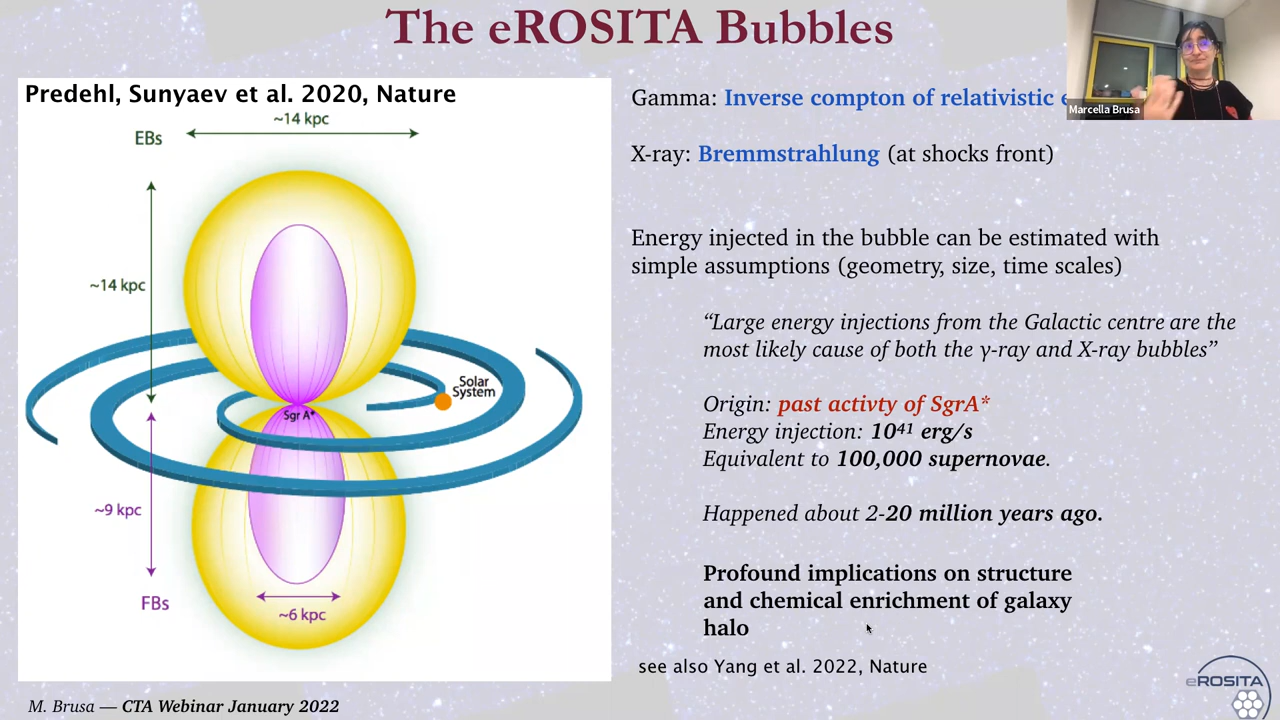 The eROSITA Bubbles
Predehl, Sunyaev et al. 2020, Nature
~14 kpc
EBs
~14 kpc
Solar
System
Sgr A*
~9 kpc
FBs
~6 kpc
Gamma: Inverse compton of relativistic
Marcella Brusa
X-ray: Bremmstrahlung (at shocks front)
Energy injected in the bubble can be estimated with
simple assumptions (geometry, size, time scales)
“Large energy injections from the Galactic centre are the
most likely cause of both the γ-ray and X-ray bubbles”
Origin: past activty of SgrA*
Energy injection: 10⁴¹ erg/s
Equivalent to 100,000 supernovae.
Happened about 2-20 million years ago.
Profound implications on structure
and chemical enrichment of galaxy
halo
see also Yang et al. 2022, Nature
M. Brusa — CTA Webinar January 2022
eROSITA